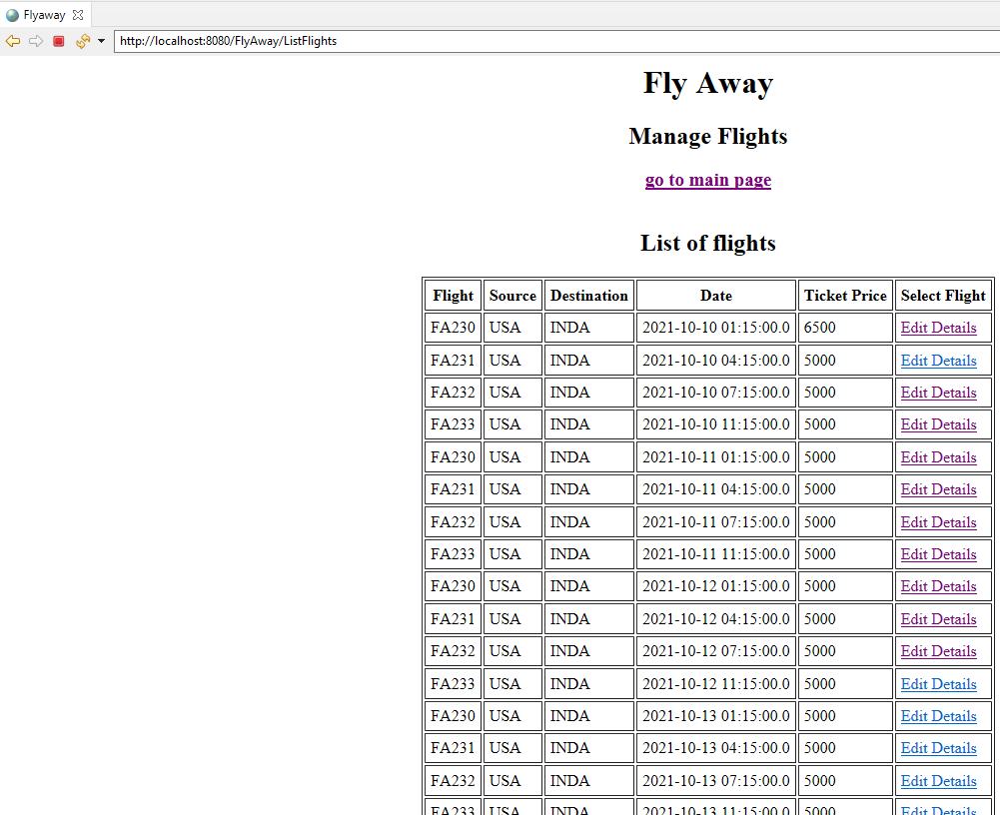 Flyaway
http://localhost:8080/FlyAway/ListFlights
Fly Away
Manage Flights
go to main page
List of flights
Flight Source Destination Date Ticket Price Select Flight
FA230 USA INDA 2021-10-10 01:15:00.0 6500 Edit Details
FA231 USA INDA 2021-10-10 04:15:00.0 5000 Edit Details
FA232 USA INDA 2021-10-10 07:15:00.0 5000 Edit Details
FA233 USA INDA 2021-10-10 11:15:00.0 5000 Edit Details
FA230 USA INDA 2021-10-11 01:15:00.0 5000 Edit Details
FA231 USA INDA 2021-10-11 04:15:00.0 5000 Edit Details
FA232 USA INDA 2021-10-11 07:15:00.0 5000 Edit Details
FA233 USA INDA 2021-10-11 11:15:00.0 5000 Edit Details
FA230 USA INDA 2021-10-12 01:15:00.0 5000 Edit Details
FA231 USA INDA 2021-10-12 04:15:00.0 5000 Edit Details
FA232 USA INDA 2021-10-12 07:15:00.0 5000 Edit Details
FA233 USA INDA 2021-10-12 11:15:00.0 5000 Edit Details
FA230 USA INDA 2021-10-13 01:15:00.0 5000 Edit Details
FA231 USA INDA 2021-10-13 04:15:00.0 5000 Edit Details
FA232 USA INDA 2021-10-13 07:15:00.0 5000 Edit Details
FA233 USA INDA 2021-10-13 11:15:00.0 5000 Edit Details